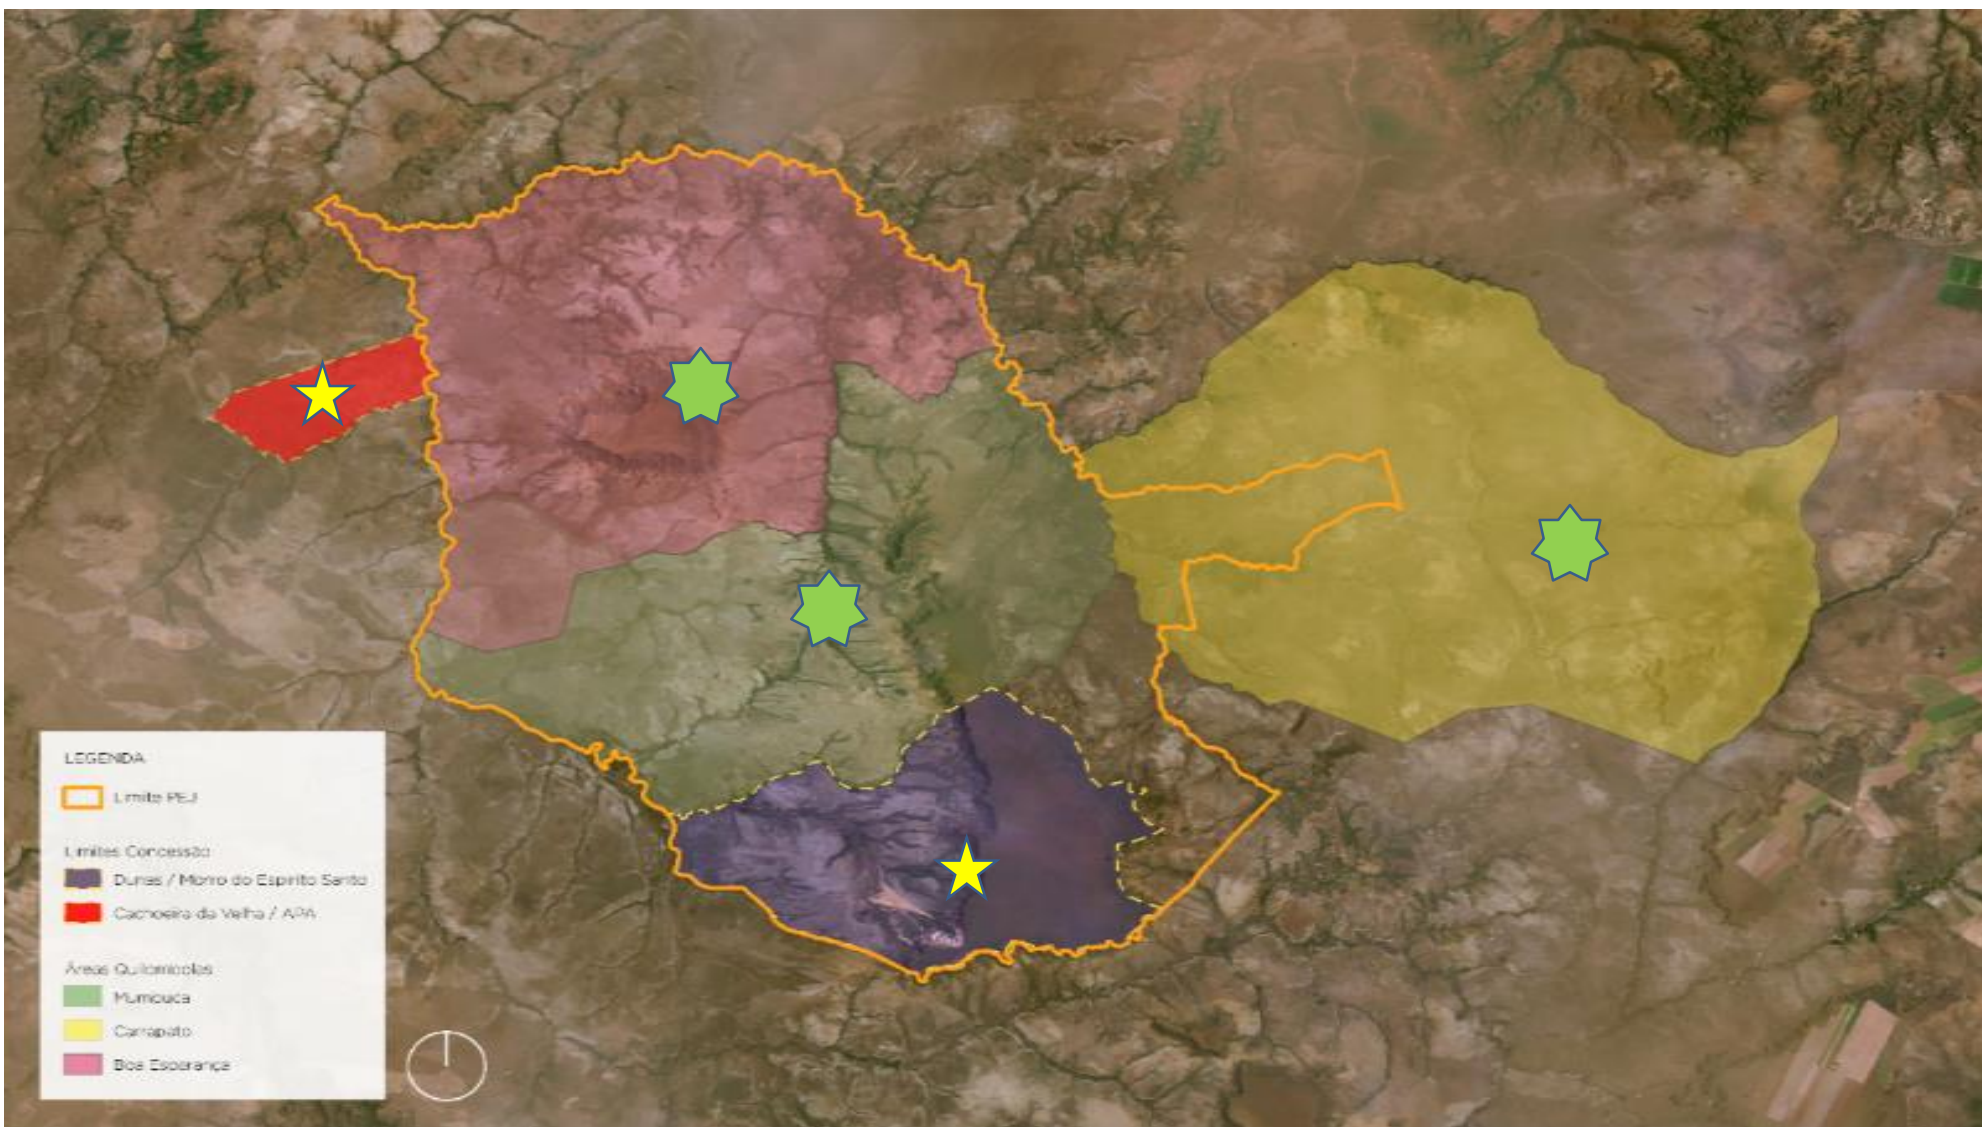 LEGENDA
Limite PEJ
Limites Concessão
Dunas / Morro do Espírito Santo
Cachoeira da Velha / APA
Áreas Quilombolas
Mumbuca
Carrapato
Boa Esperança